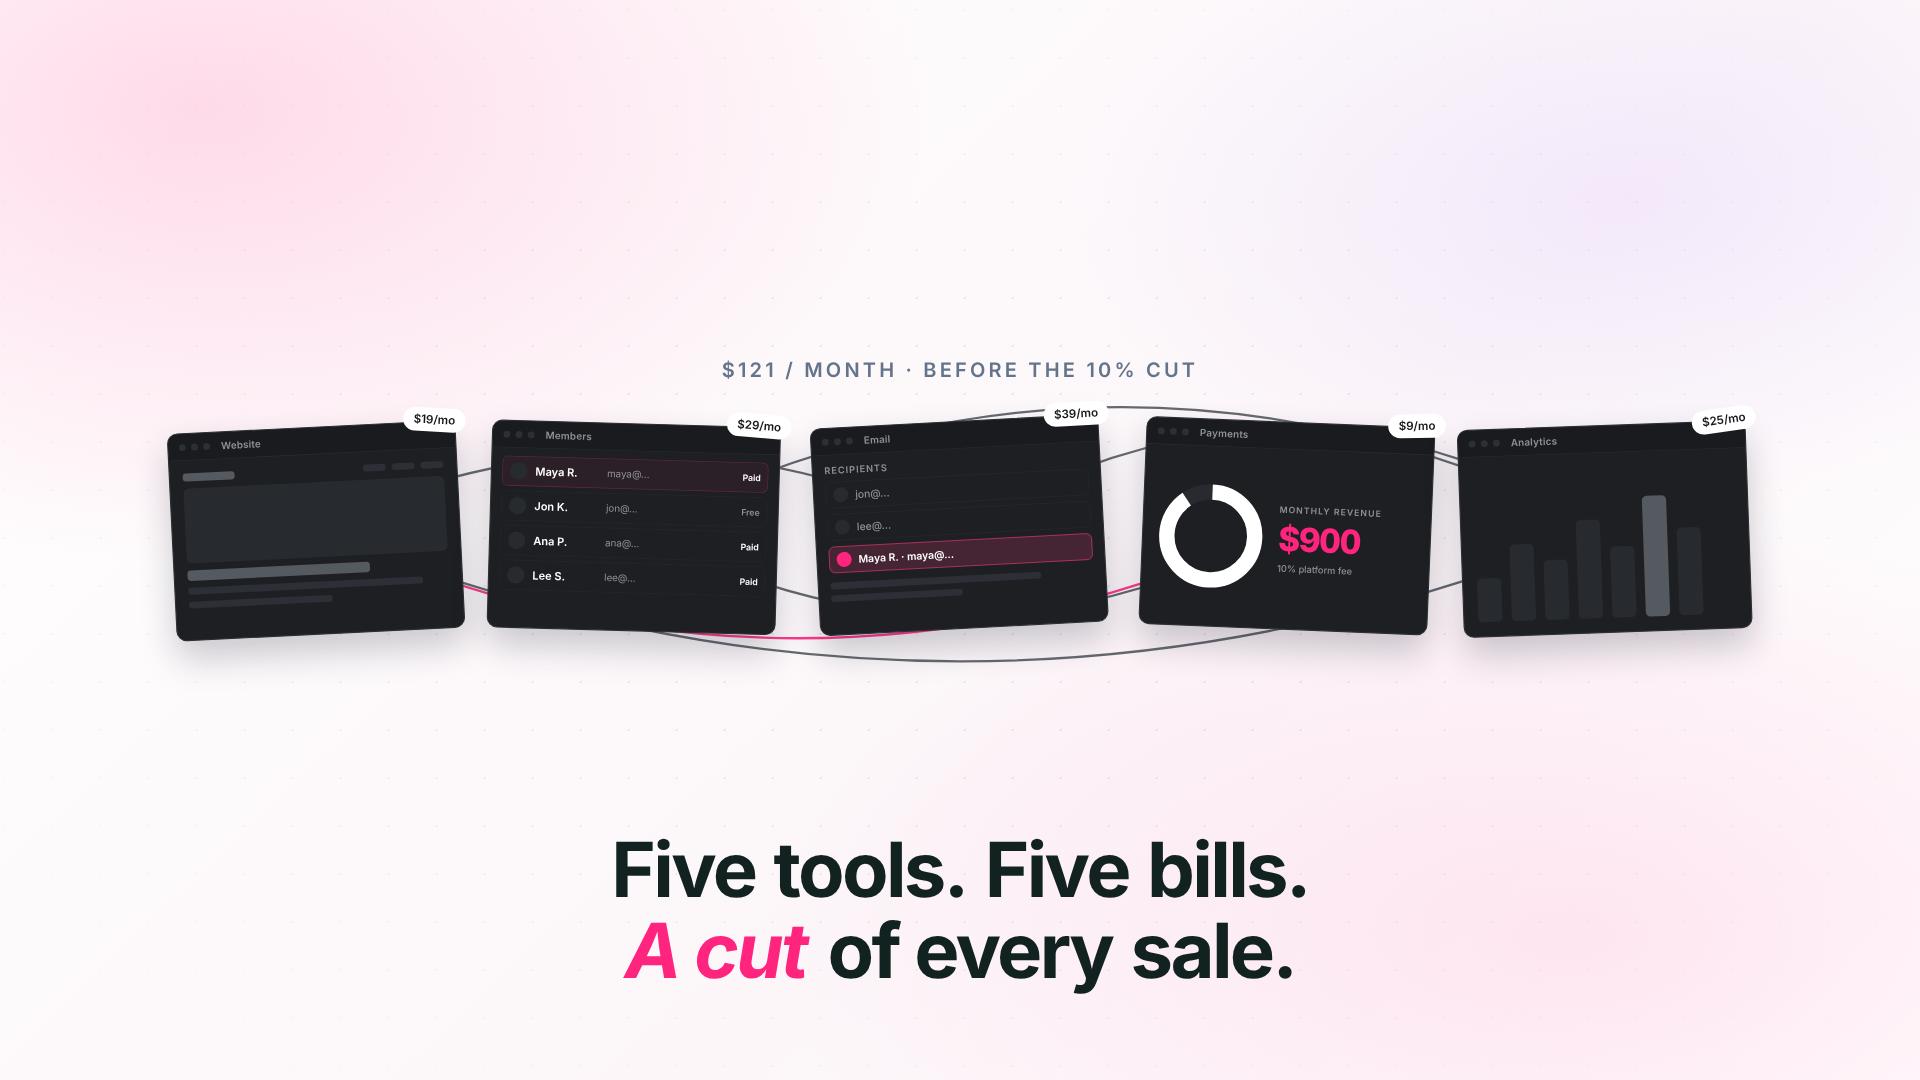 $121 / MONTH · BEFORE THE 10% CUT
Website
$19/mo
Members
$29/mo
Maya R. maya@... Paid
Jon K. jon@... Free
Ana P. ana@... Paid
Lee S. lee@... Paid
Email
$39/mo
RECIPIENTS
jon@...
lee@...
Maya R. · maya@...
Payments
$9/mo
MONTHLY REVENUE
$900
10% platform fee
Analytics
$25/mo
Five tools. Five bills.
A cut of every sale.